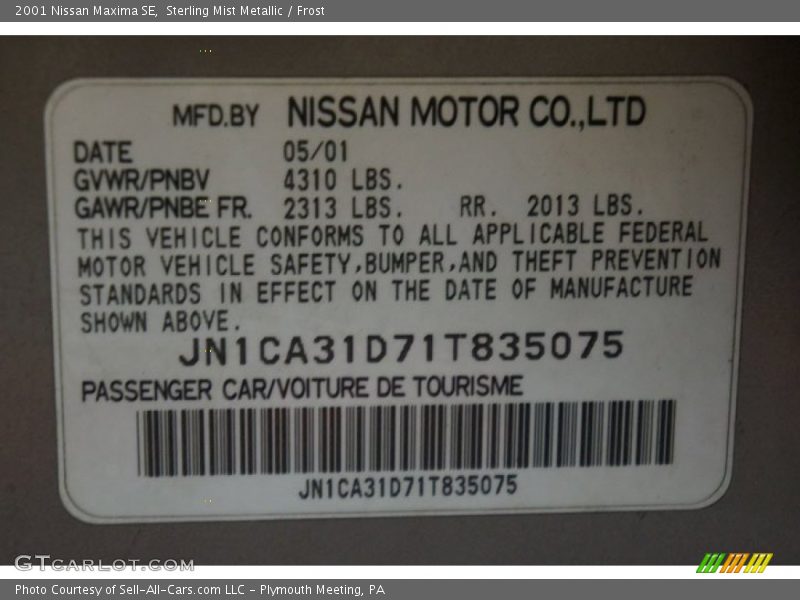 2001 Nissan Maxima SE, Sterling Mist Metallic / Frost
MFD.BY NISSAN MOTOR CO.,LTD
DATE 05/01
GVWR/PNBV 4310 LBS.
GAWR/PNBE FR. 2313 LBS. RR. 2013 LBS.
THIS VEHICLE CONFORMS TO ALL APPLICABLE FEDERAL
MOTOR VEHICLE SAFETY,BUMPER,AND THEFT PREVENTION
STANDARDS IN EFFECT ON THE DATE OF MANUFACTURE
SHOWN ABOVE.
JN1CA31D71T835075
PASSENGER CAR/VOITURE DE TOURISME
JN1CA31D71T835075
GTcarlot.com
Photo Courtesy of Sell-All-Cars.com LLC - Plymouth Meeting, PA